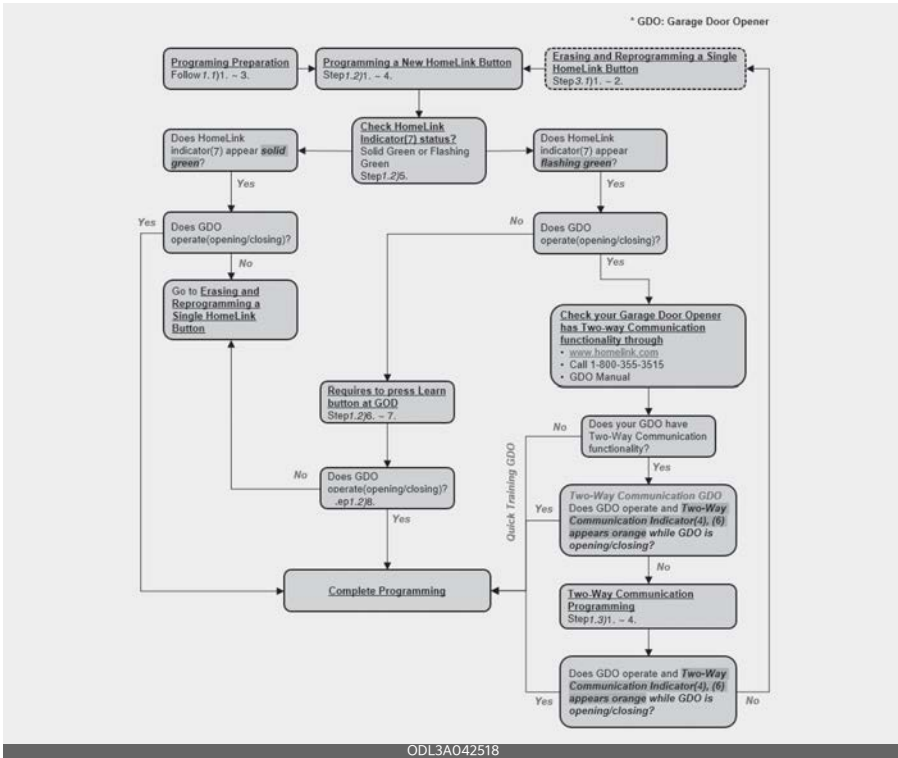 * GDO: Garage Door Opener
Programing Preparation
Follow 1.1)1. ~ 3.
Programming a New HomeLink Button
Step1.2)1. ~ 4.
Erasing and Reprogramming a Single
HomeLink Button
Step3.1)1. ~ 2.
Does HomeLink
indicator(7) appear solid
green?
Check HomeLink
Indicator(7) status?
Solid Green or Flashing
Green
Step1.2)5.
Does HomeLink
indicator(7) appear
flashing green?
Yes
Yes
Yes
Does GDO
operate(opening/closing)?
No
Does GDO
operate(opening/closing)?
No
Yes
Go to Erasing and
Reprogramming a
Single HomeLink
Button
Check your Garage Door Opener
has Two-way Communication
functionality through
• www.homelink.com
• Call 1-800-355-3515
• GDO Manual
Requires to press Learn
button at GOD
Step1.2)6. ~ 7.
No
Does your GDO have
Two-Way Communication
functionality?
Yes
No
Does GDO
operate(opening/closing)?
.ep1.2)8.
Yes
Quick Training GDO
Yes
Two-Way Communication GDO
Does GDO operate and Two-Way
Communication Indicator(4), (6)
appears orange while GDO is
opening/closing?
No
Complete Programming
Two-Way Communication
Programming
Step1.3)1. ~ 4.
Yes
Does GDO operate and Two-Way
Communication Indicator(4), (6)
appears orange while GDO is
opening/closing?
No
ODL3A042518